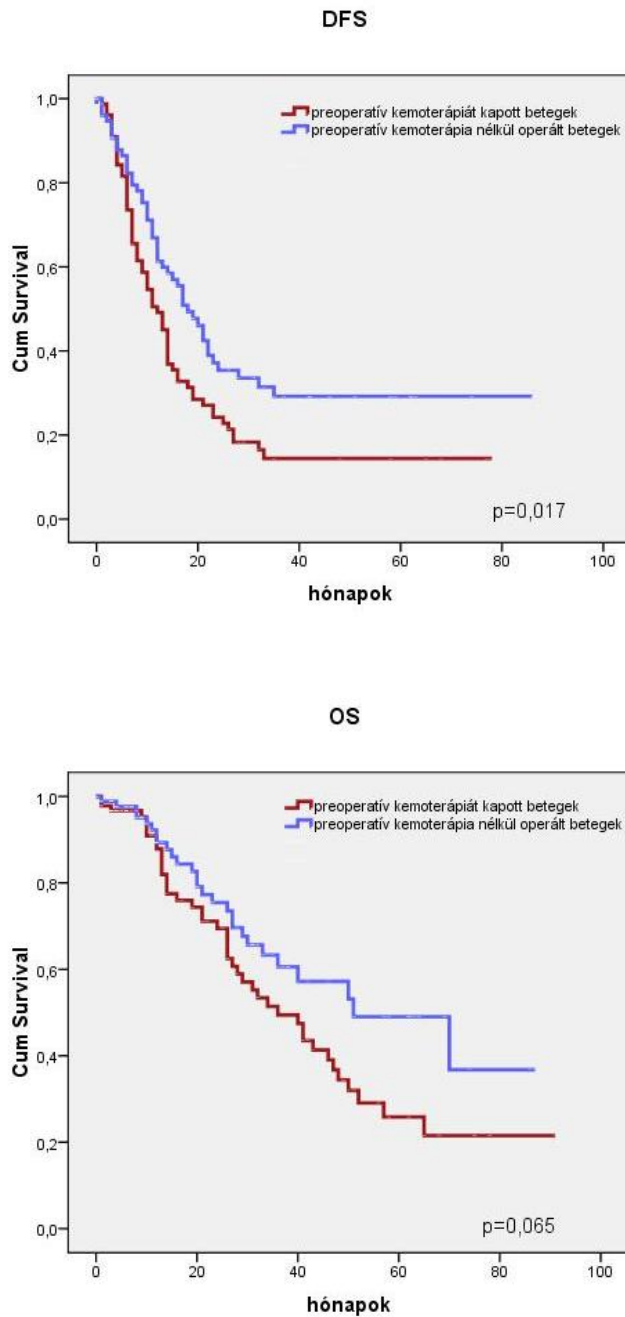 DFS
preoperatív kemoterápiát kapott betegek
preoperatív kemoterápia nélkül operált betegek
1,0
0,8
0,6
0,4
0,2
0,0
Cum Survival
p=0,017
0 20 40 60 80 100
hónapok
OS
preoperatív kemoterápiát kapott betegek
preoperatív kemoterápia nélkül operált betegek
1,0
0,8
0,6
0,4
0,2
0,0
Cum Survival
p=0,065
0 20 40 60 80 100
hónapok